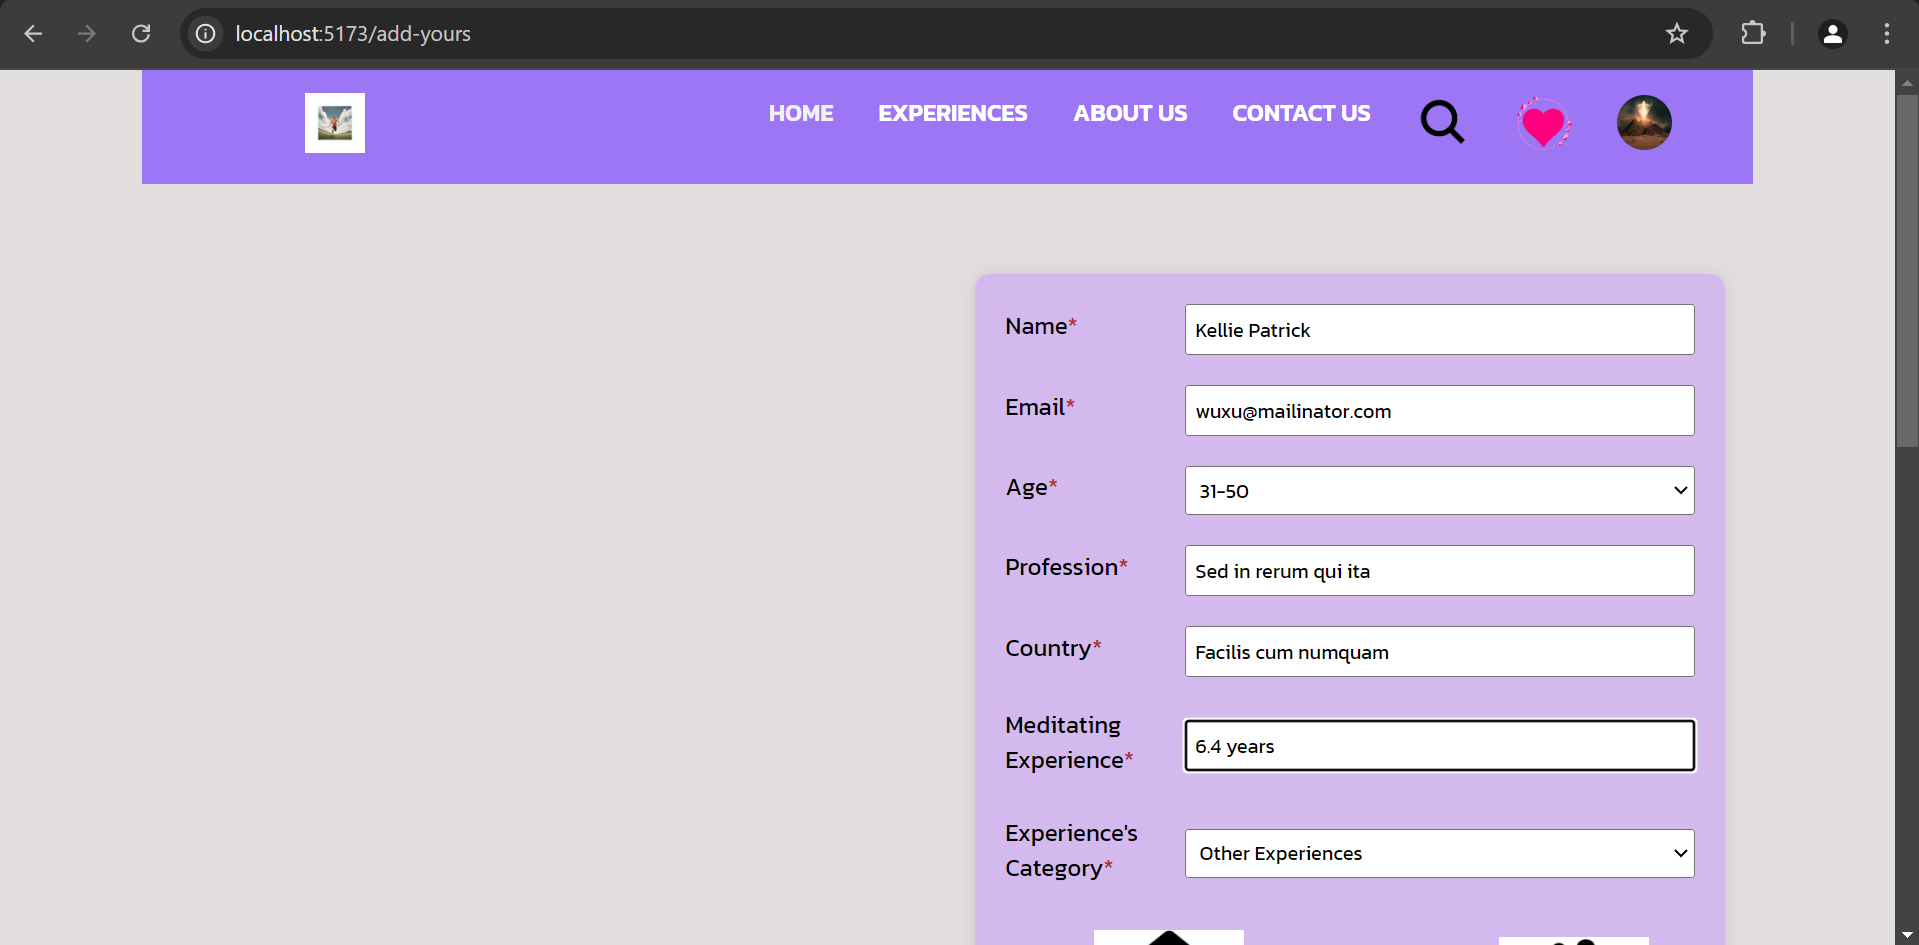 localhost:5173/add-yours
HOME EXPERIENCES ABOUT US CONTACT US
Name* Kellie Patrick
Email* wuxu@mailinator.com
Age* 31-50
Profession* Sed in rerum qui ita
Country* Facilis cum numquam
Meditating
Experience* 6.4 years
Experience's
Category* Other Experiences